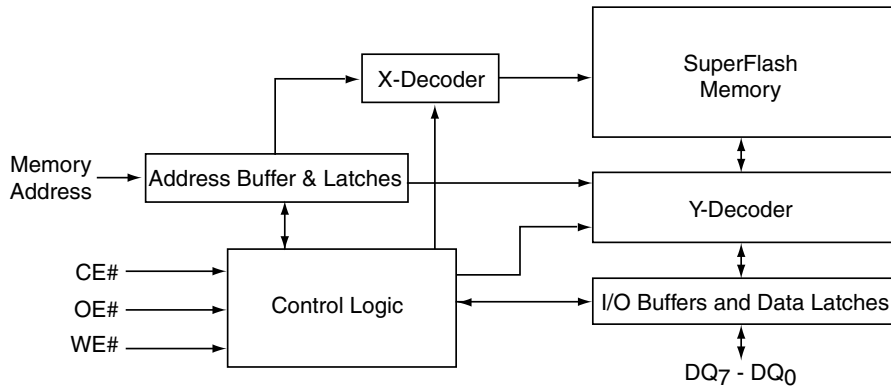 X-Decoder
SuperFlash
Memory
Memory
Address
Address Buffer & Latches
Y-Decoder
CE#
OE#
WE#
Control Logic
I/O Buffers and Data Latches
DQ7 - DQ0